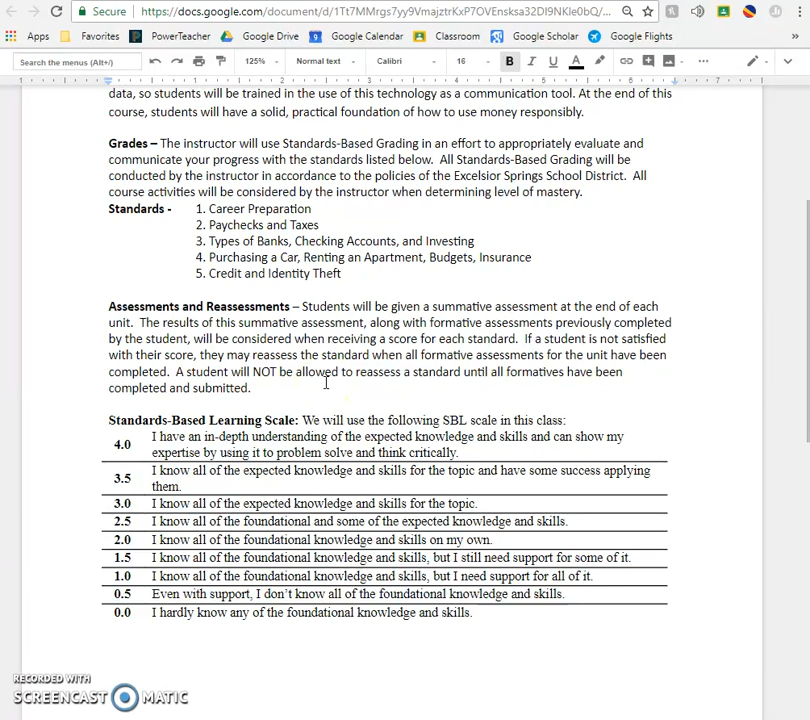 Secure https://docs.google.com/document/d/1Tt7MMrgs7yy9VmajztrKxP7OVEnsksa32DI9NKle0bQ/...
Apps Favorites PowerTeacher Google Drive Google Calendar Classroom Google Scholar Google Flights
Search the menus (Alt+/) 125% Normal text Calibri 16 B I U A
1 2 3 4 5 6 7
data, so students will be trained in the use of this technology as a communication tool. At the end of this
course, students will have a solid, practical foundation of how to use money responsibly.
Grades – The instructor will use Standards-Based Grading in an effort to appropriately evaluate and
communicate your progress with the standards listed below. All Standards-Based Grading will be
conducted by the instructor in accordance to the policies of the Excelsior Springs School District. All
course activities will be considered by the instructor when determining level of mastery.
Standards - 1. Career Preparation
2. Paychecks and Taxes
3. Types of Banks, Checking Accounts, and Investing
4. Purchasing a Car, Renting an Apartment, Budgets, Insurance
5. Credit and Identity Theft
Assessments and Reassessments – Students will be given a summative assessment at the end of each
unit. The results of this summative assessment, along with formative assessments previously completed
by the student, will be considered when receiving a score for each standard. If a student is not satisfied
with their score, they may reassess the standard when all formative assessments for the unit have been
completed. A student will NOT be allowed to reassess a standard until all formatives have been
completed and submitted.
Standards-Based Learning Scale: We will use the following SBL scale in this class:
4.0 I have an in-depth understanding of the expected knowledge and skills and can show my
expertise by using it to problem solve and think critically.
3.5 I know all of the expected knowledge and skills for the topic and have some success applying
them.
3.0 I know all of the expected knowledge and skills for the topic.
2.5 I know all of the foundational and some of the expected knowledge and skills.
2.0 I know all of the foundational knowledge and skills on my own.
1.5 I know all of the foundational knowledge and skills, but I still need support for some of it.
1.0 I know all of the foundational knowledge and skills, but I need support for all of it.
0.5 Even with support, I don't know all of the foundational knowledge and skills.
0.0 I hardly know any of the foundational knowledge and skills.
RECORDED WITH
SCREENCAST MATIC